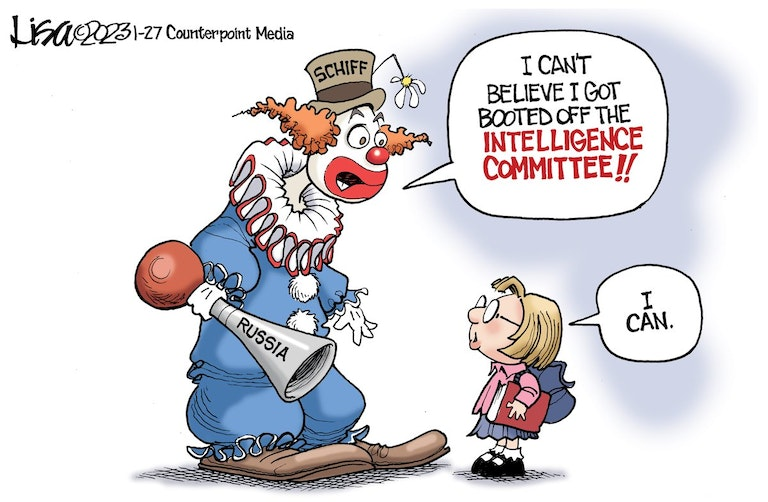 Lisa©2023 1-27 Counterpoint Media
SCHIFF
I CAN'T
BELIEVE I GOT
BOOTED OFF THE
INTELLIGENCE
COMMITTEE!!
RUSSIA
I
CAN.